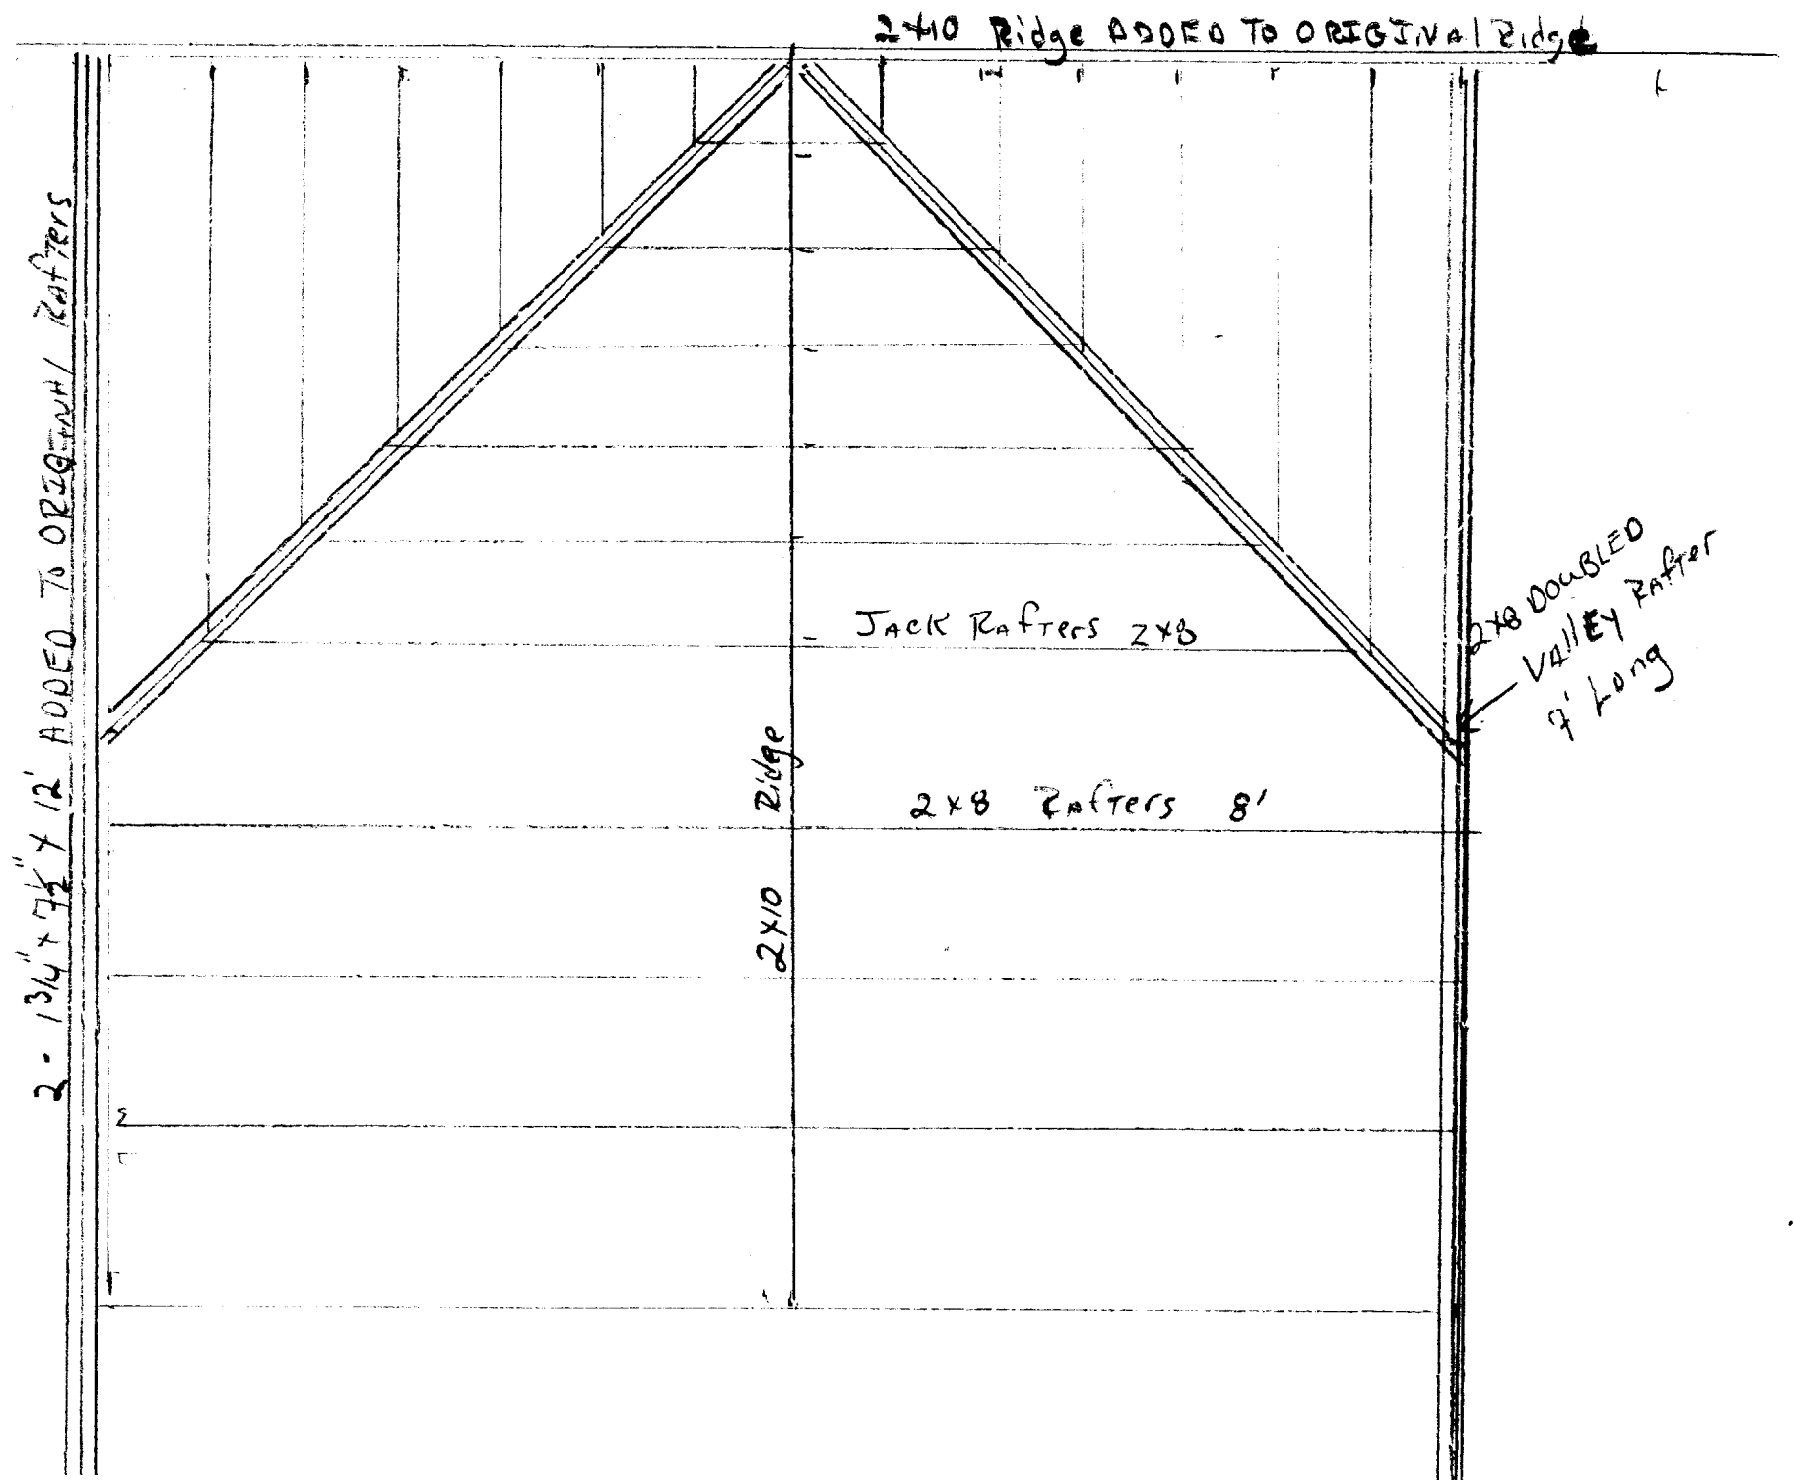 2x10 Ridge ADDED TO ORIGINAl Ridge
2 - 1 3/4" x 7 1/2" x 12' ADDED TO ORIGINAl RAfTers
JACK RAfTers 2x8
2x8 DOuBLED
VAllEY RAfTer
9' Long
2x10 Ridge
2x8 RAfTers 8'